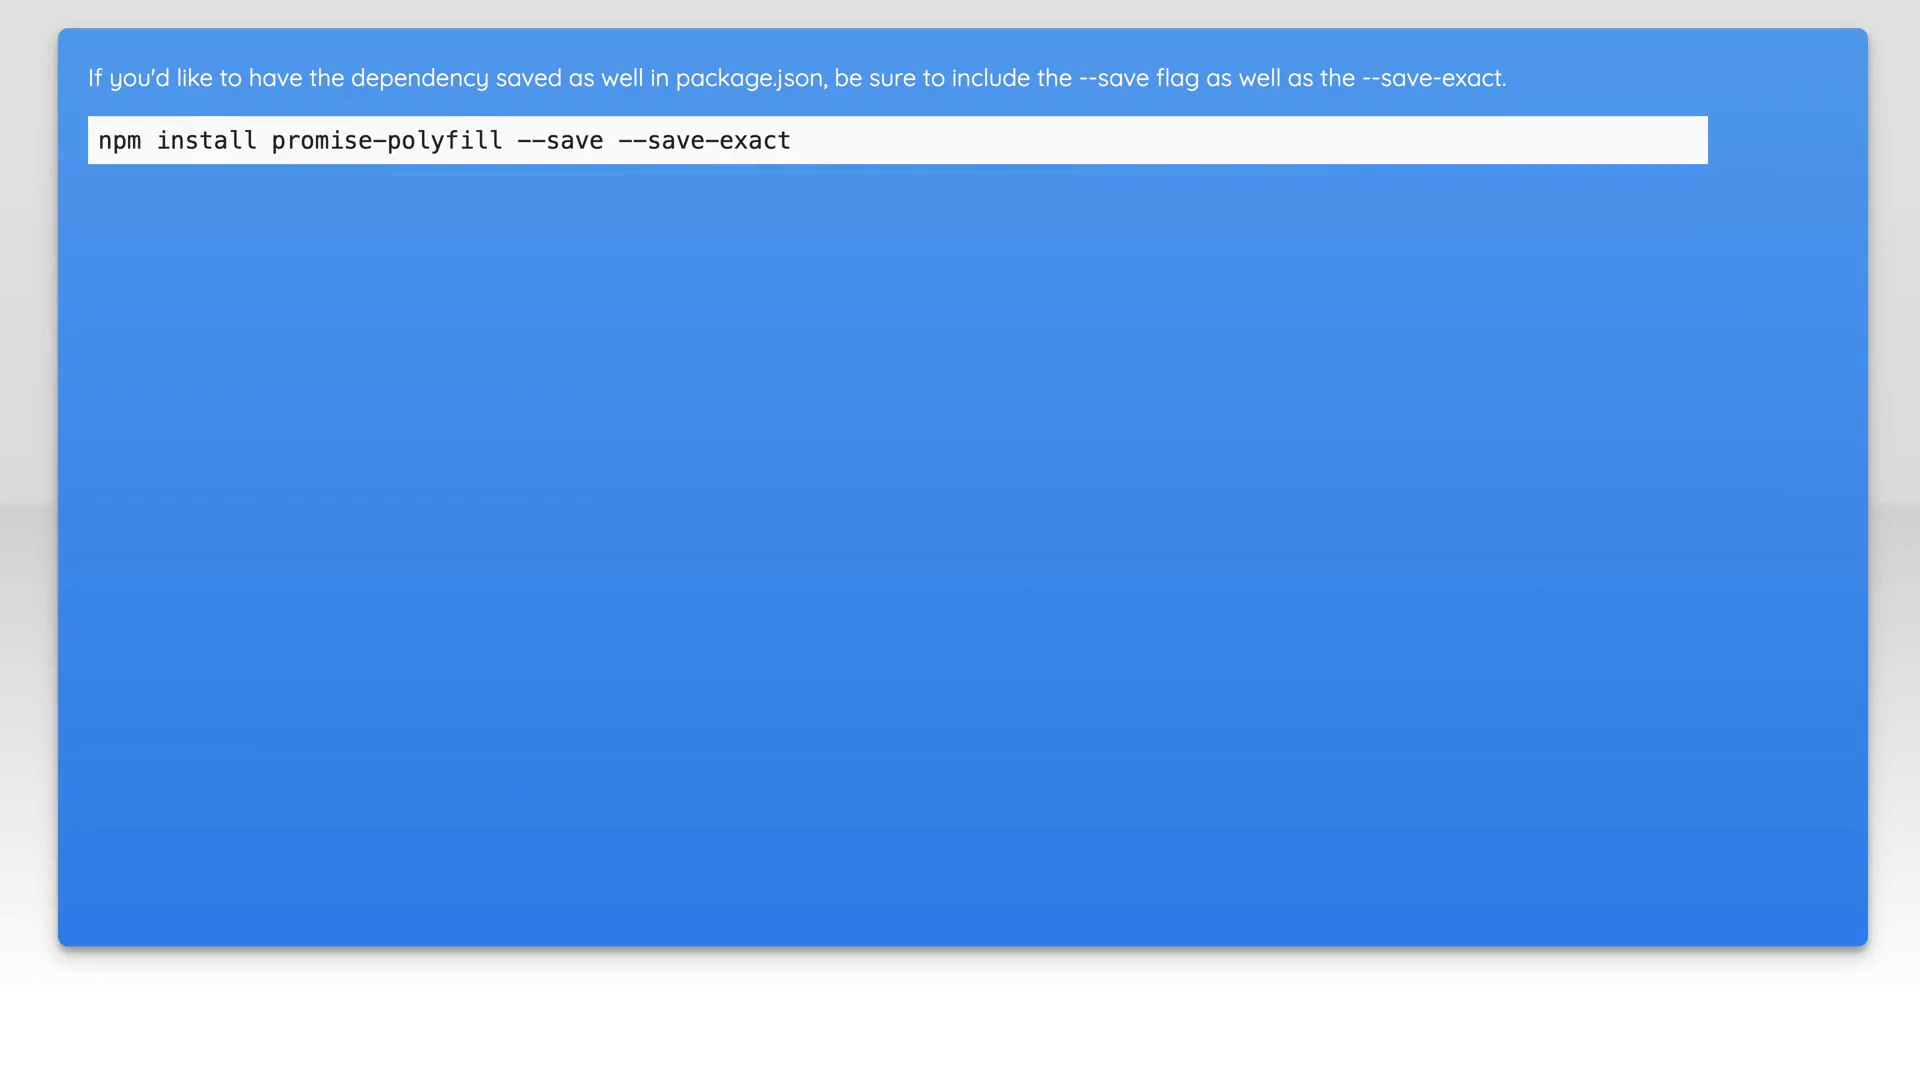 If you'd like to have the dependency saved as well in package.json, be sure to include the --save flag as well as the --save-exact.
npm install promise-polyfill --save --save-exact